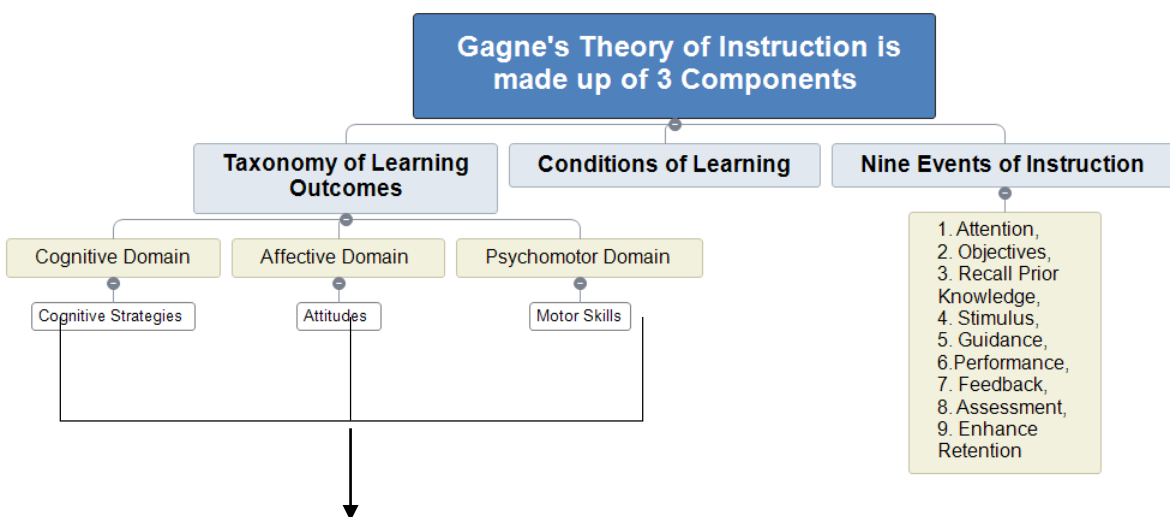 Gagne's Theory of Instruction is
made up of 3 Components
Taxonomy of Learning
Outcomes
Conditions of Learning
Nine Events of Instruction
Cognitive Domain
Affective Domain
Psychomotor Domain
Cognitive Strategies
Attitudes
Motor Skills
1. Attention,
2. Objectives,
3. Recall Prior
Knowledge,
4. Stimulus,
5. Guidance,
6.Performance,
7. Feedback,
8. Assessment,
9. Enhance
Retention